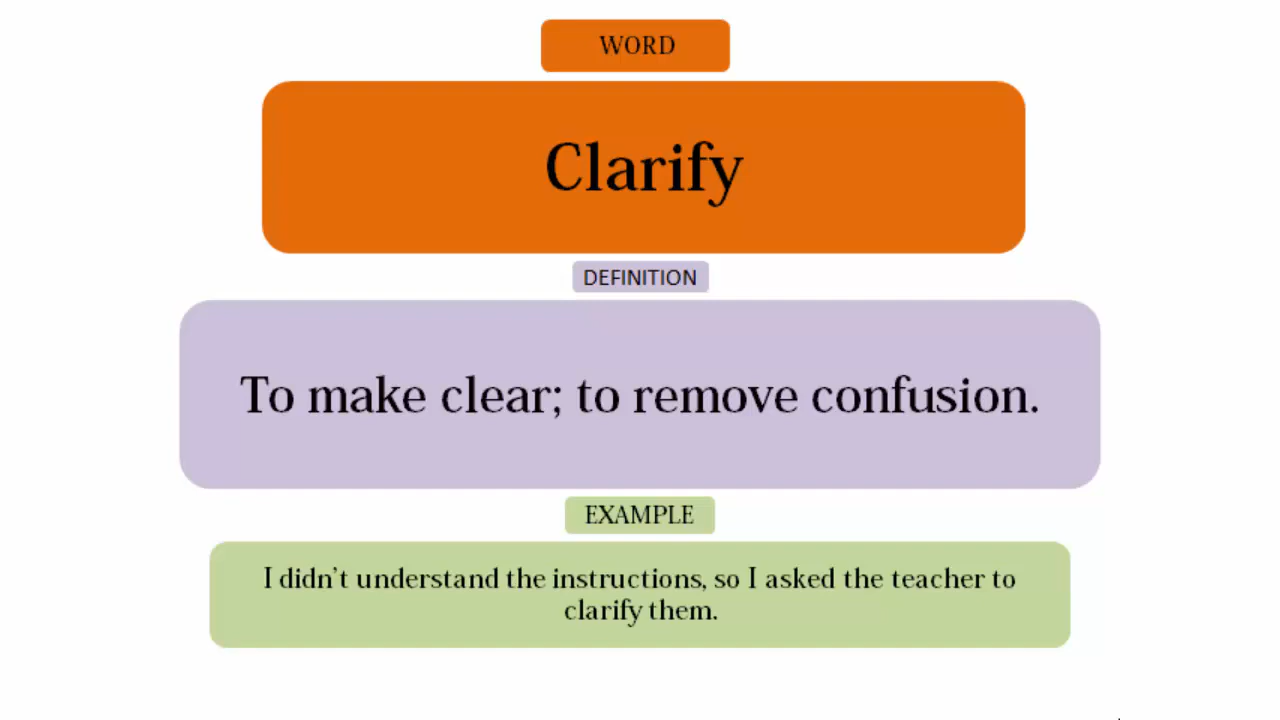 WORD
Clarify
DEFINITION
To make clear; to remove confusion.
EXAMPLE
I didn’t understand the instructions, so I asked the teacher to
clarify them.